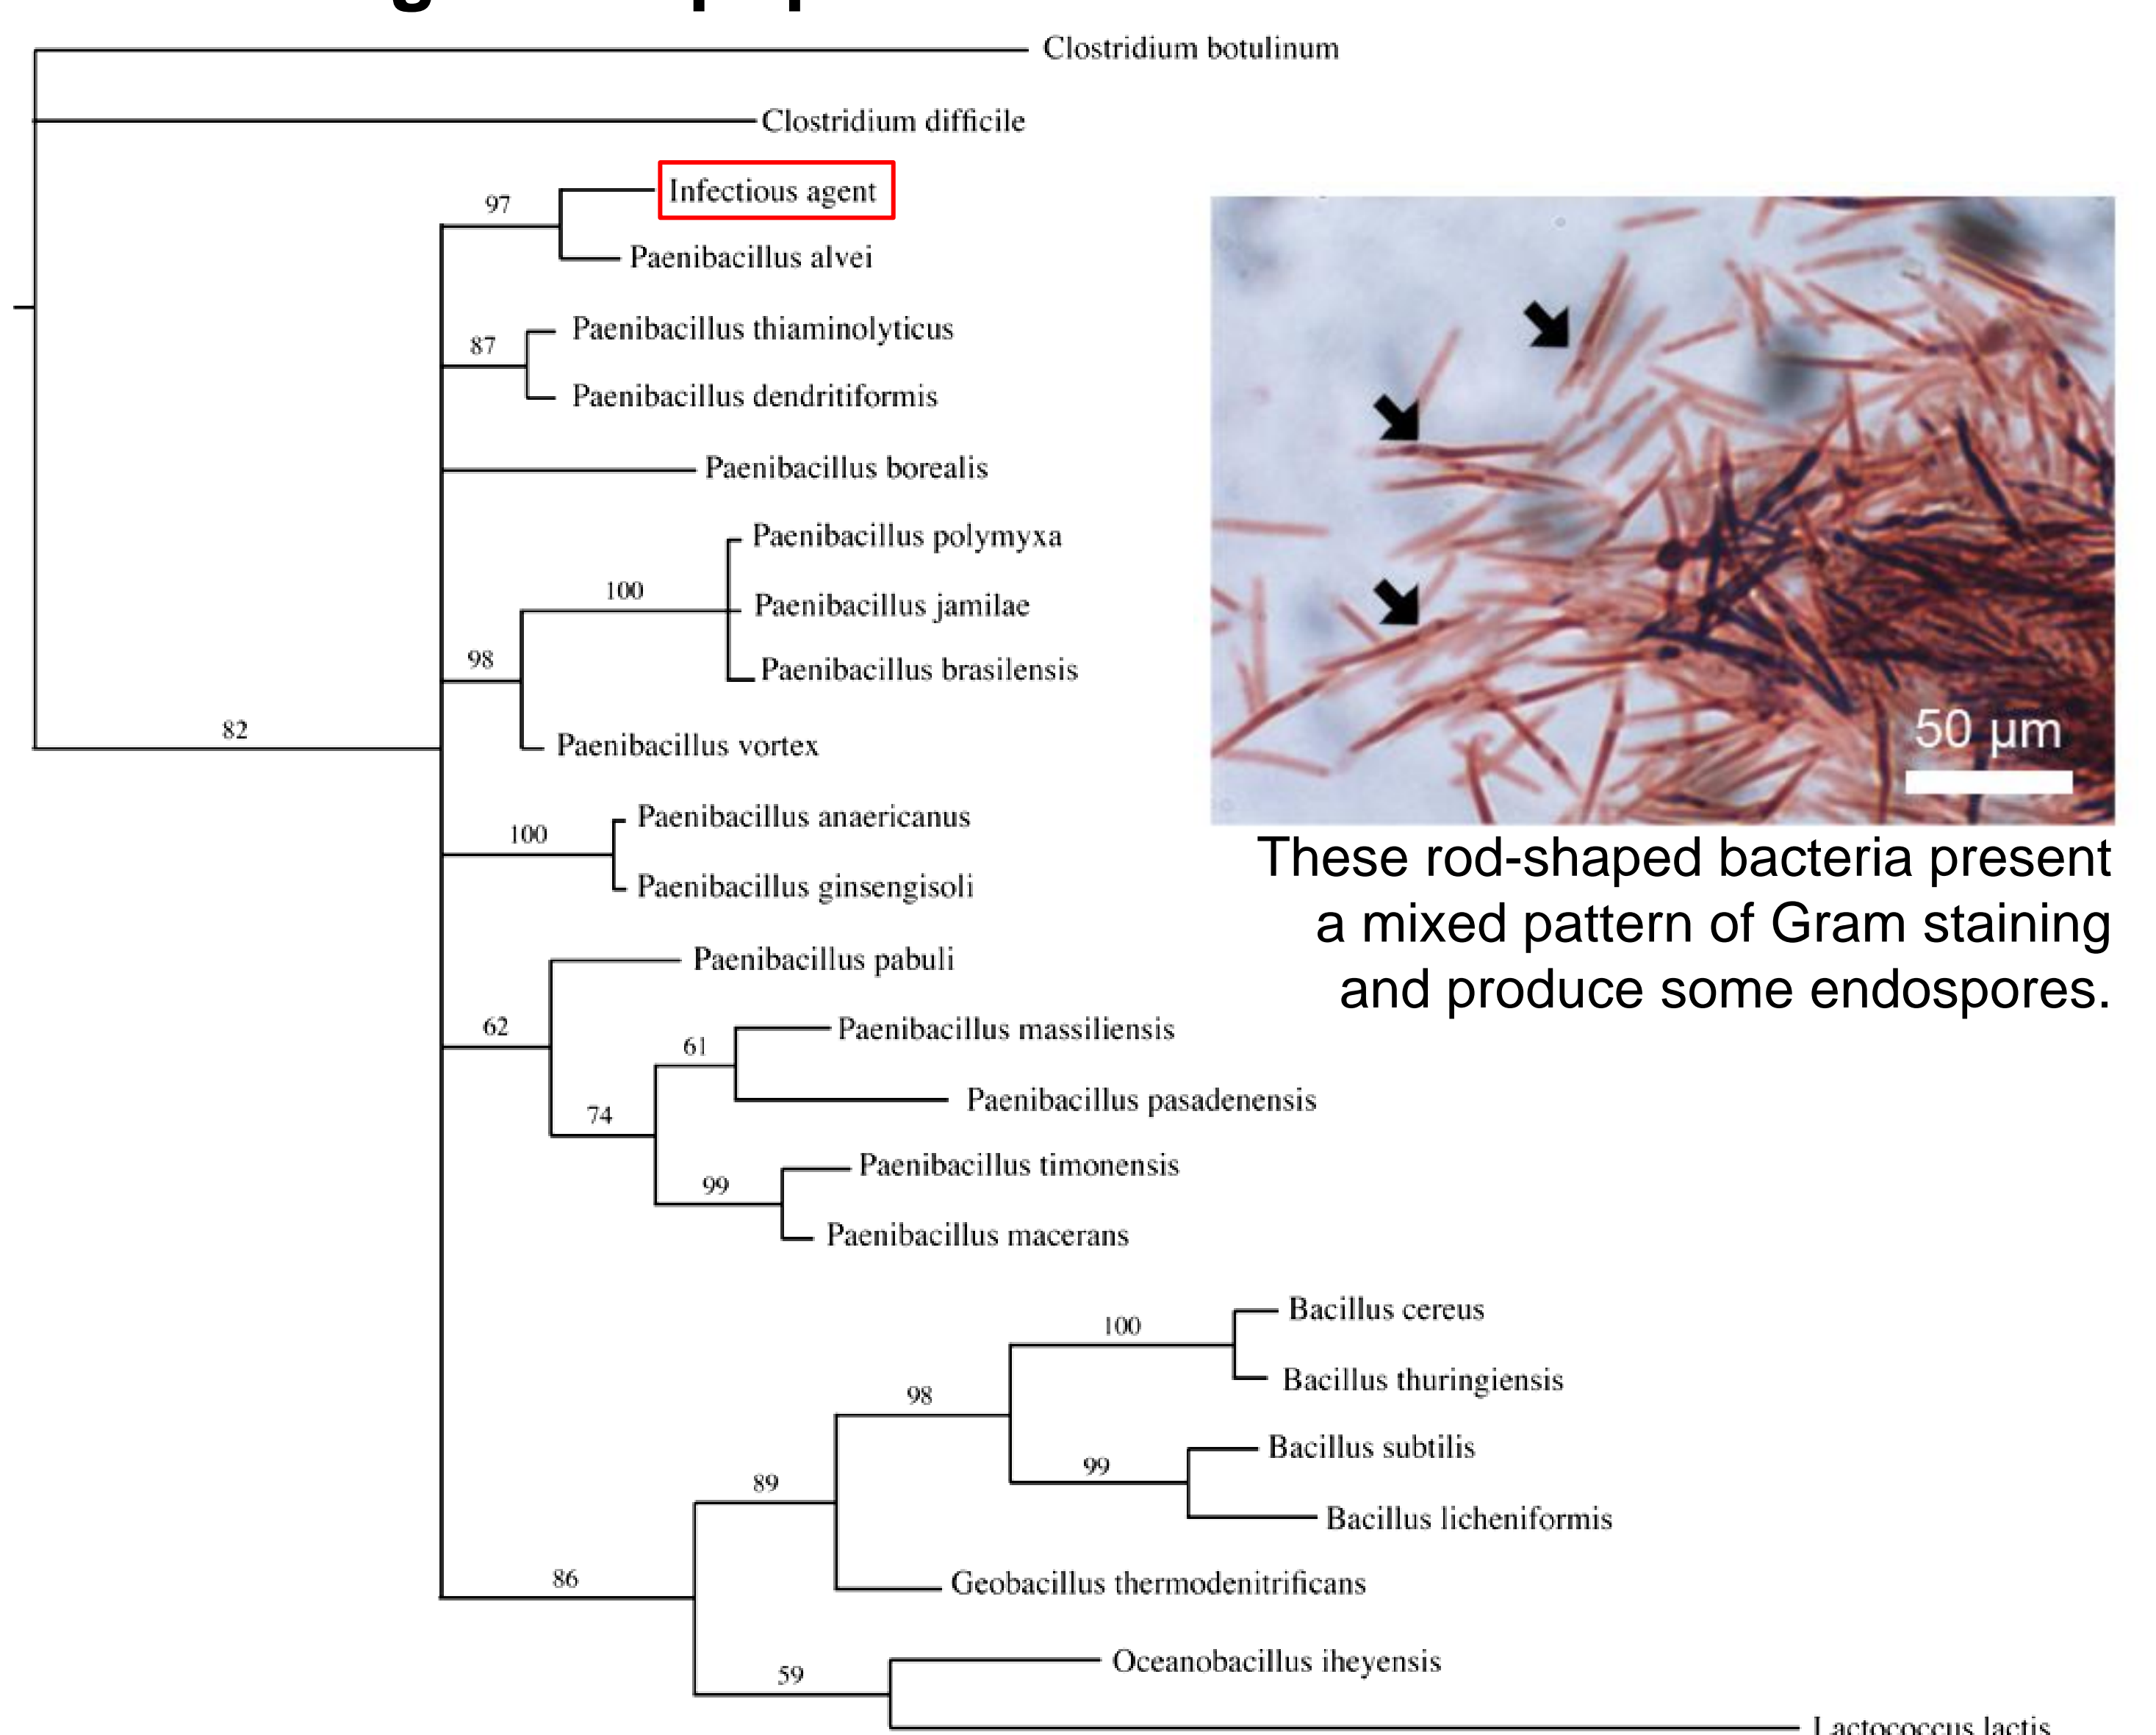 Clostridium botulinum
Clostridium difficile
97
Infectious agent
Paenibacillus alvei
87
Paenibacillus thiaminolyticus
Paenibacillus dendritiformis
Paenibacillus borealis
Paenibacillus polymyxa
100
Paenibacillus jamilae
98
Paenibacillus brasilensis
82
Paenibacillus vortex
Paenibacillus anaericanus
100
Paenibacillus ginsengisoli
Paenibacillus pabuli
62
Paenibacillus massiliensis
61
Paenibacillus pasadenensis
74
Paenibacillus timonensis
99
Paenibacillus macerans
Bacillus cereus
100
Bacillus thuringiensis
98
Bacillus subtilis
99
89
Bacillus licheniformis
86
Geobacillus thermodenitrificans
Oceanobacillus iheyensis
59
Lactococcus lactis
50 µm
These rod-shaped bacteria present
a mixed pattern of Gram staining
and produce some endospores.